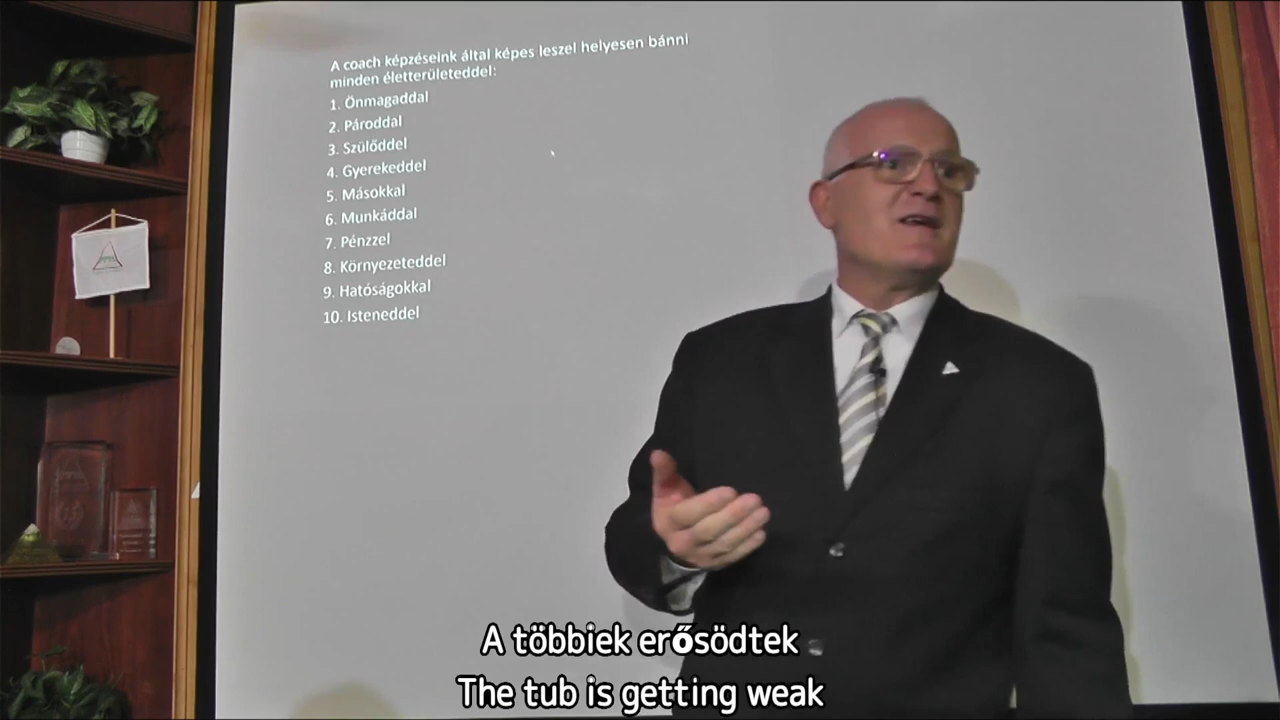 A coach képzéseink által képes leszel helyesen bánni
minden életterületeddel:
1. Önmagaddal
2. Pároddal
3. Szülőddel
4. Gyerekeddel
5. Másokkal
6. Munkáddal
7. Pénzzel
8. Környezeteddel
9. Hatóságokkal
10. Isteneddel
A többiek erősödtek
The tub is getting weak